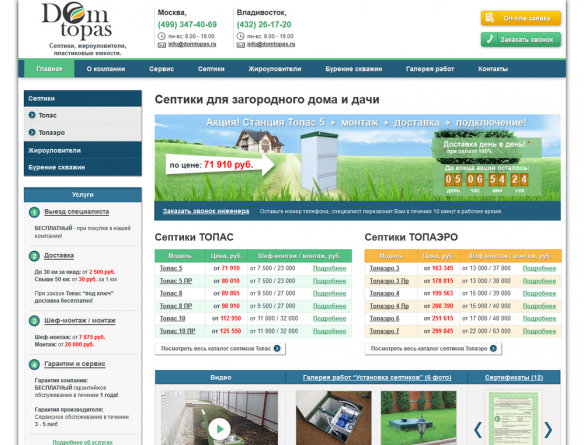 Dom
topas
Септики, жироуловители,
пластиковые емкости.
Москва,
(499) 347-40-69
пн-вс: 9.00 - 19.00
info@domtopas.ru
Владивосток,
(432) 26-17-20
пн-вс: 9.00 - 19.00
info@domtopas.ru
On-line заявка
Заказать звонок
Главная
О компании
Сервис
Септики
Жироуловители
Бурение скважин
Галерея работ
Контакты
Септики
Топас
Топаэро
Жироуловители
Бурение скважин
Услуги
1 Выезд специалиста
БЕСПЛАТНЫЙ - при покупке в нашей
компании!
2 Доставка
До 30 км за мкад: от 2 500 руб.
Свыше 50 км: от 30 руб. за 1 км
При заказе Топас "под ключ"
доставка бесплатно!
3 Шеф-монтаж / монтаж
Шеф-монтаж: от 7 875 руб.
Монтаж: от 20 000 руб.
4 Гарантии и сервис
Гарантия компании:
БЕСПЛАТНЫЙ гарантийное
обслуживание в течении 1 года!
Гарантия производителя:
Сервисное обслуживание в течении
3 - 5 лет!
Подробнее об услугах
Септики для загородного дома и дачи
Акция! Станция Топас 5 + монтаж + доставка + подключение!
по цене: 71 910 руб.
Доставка день в день! *
* при оплате 100%
До конца акции осталось:
05 06 54 24
день час мин сек
Заказать звонок инженера
Оставьте номер телефона, специалист перезвонит Вам в течении 10 минут в рабочее время.
Септики ТОПАС
Модель Цена, руб. Шеф-монтаж / монтаж, руб.
Топас 5 от 71 910 от 7 500 / 23 000 Подробнее
Топас 5 ПР от 80 010 от 7 500 / 23 000 Подробнее
Топас 8 от 89 865 от 9 500 / 27 000 Подробнее
Топас 8 ПР от 98 910 от 9 500 / 27 000 Подробнее
Топас 10 от 112 950 от 11 000 / 32 000 Подробнее
Топас 10 ПР от 125 550 от 11 000 / 32 000 Подробнее
Посмотреть весь каталог септиков Топас
Септики ТОПАЭРО
Модель Цена, руб. Шеф-монтаж / монтаж, руб.
Топаэро 3 от 163 345 от 13 000 / 37 000 Подробнее
Топаэро 3 Пр от 178 815 от 13 000 / 38 000 Подробнее
Топаэро 4 от 199 563 от 15 000 / 39 000 Подробнее
Топаэро 4 Пр от 208 390 от 15 000 / 40 000 Подробнее
Топаэро 6 от 251 615 от 17 000 / 48 000 Подробнее
Топаэро 7 от 299 845 от 22 000 / 63 000 Подробнее
Посмотреть весь каталог септиков Топаэро
Видео
Галерея работ "Установка септиков" (6 фото)
Сертификаты (12)